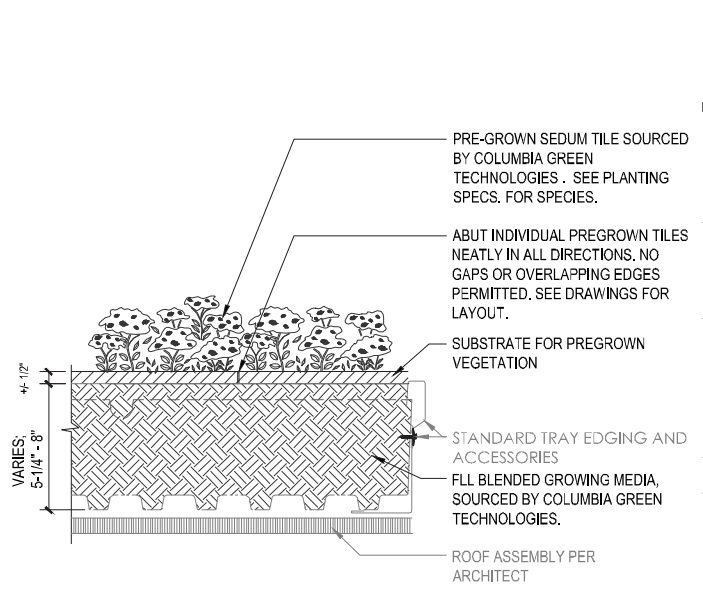 PRE-GROWN SEDUM TILE SOURCED
BY COLUMBIA GREEN
TECHNOLOGIES . SEE PLANTING
SPECS. FOR SPECIES.
ABUT INDIVIDUAL PREGROWN TILES
NEATLY IN ALL DIRECTIONS. NO
GAPS OR OVERLAPPING EDGES
PERMITTED. SEE DRAWINGS FOR
LAYOUT.
SUBSTRATE FOR PREGROWN
VEGETATION
+/- 1/2"
VARIES;
5-1/4" - 8"
STANDARD TRAY EDGING AND
ACCESSORIES
FLL BLENDED GROWING MEDIA,
SOURCED BY COLUMBIA GREEN
TECHNOLOGIES.
ROOF ASSEMBLY PER
ARCHITECT